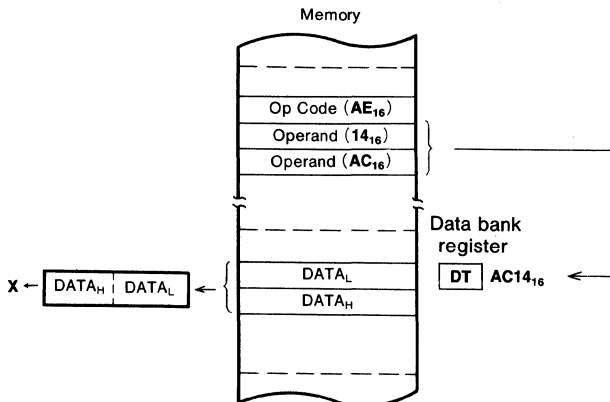 Memory
Op Code (AE₁₆)
Operand (14₁₆)
Operand (AC₁₆)
Data bank
register
X ← DATAH DATAL ← DATAL DT AC14₁₆ ←
DATAH